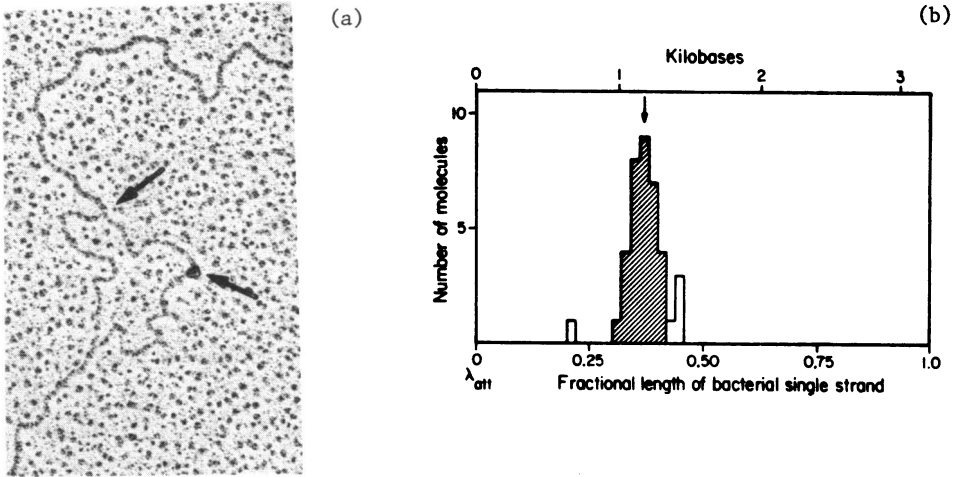 (a)
(b)
Kilobases
0 1 2 3
10
5
Number of molecules
0 0.25 0.50 0.75 1.0
λatt Fractional length of bacterial single strand